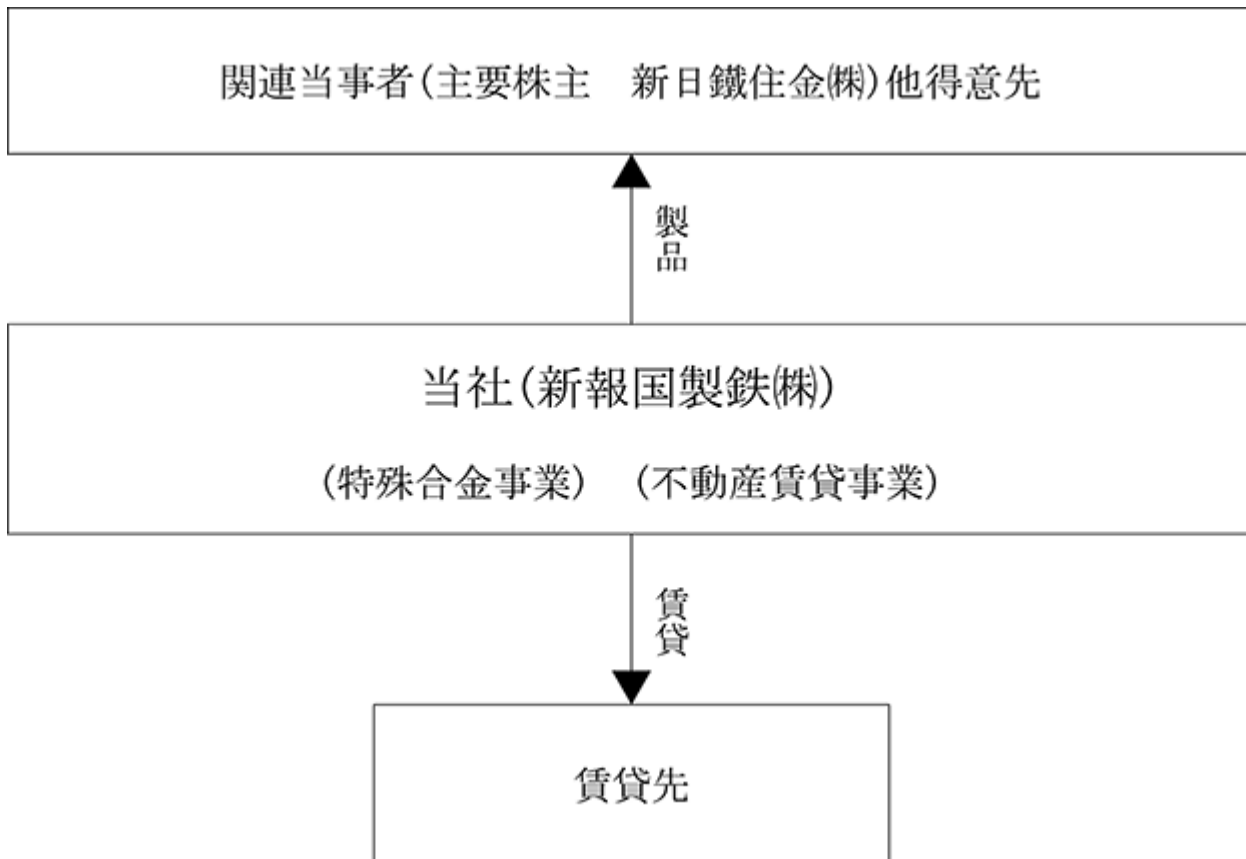 関連当事者(主要株主　新日鐵住金㈱)他得意先
製品
当社(新報国製鉄㈱)
(特殊合金事業)　(不動産賃貸事業)
賃貸
賃貸先